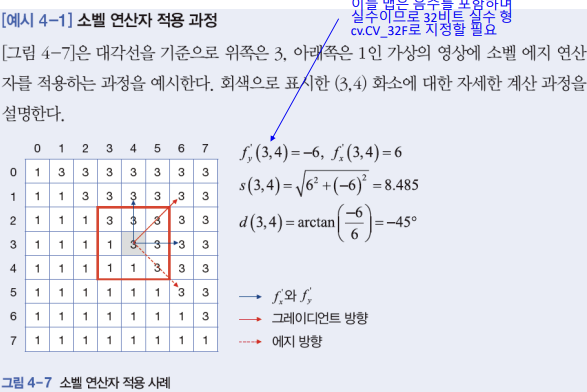 이들 맵은 음수를 포함하며
실수이므로 32비트 실수 형
cv.CV_32F로 지정할 필요
[예시 4-1] 소벨 연산자 적용 과정
[그림 4-7]은 대각선을 기준으로 위쪽은 3, 아래쪽은 1인 가상의 영상에 소벨 에지 연산
자를 적용하는 과정을 예시한다. 회색으로 표시한 (3,4) 화소에 대한 자세한 계산 과정을
설명한다.
0 1 2 3 4 5 6 7
0 1 3 3 3 3 3 3 3
1 1 1 3 3 3 3 3 3
2 1 1 1 3 3 3 3 3
3 1 1 1 1 3 3 3 3
4 1 1 1 1 1 3 3 3
5 1 1 1 1 1 1 3 3
6 1 1 1 1 1 1 1 3
7 1 1 1 1 1 1 1 1
f′y(3,4)=−6, f′x(3,4)=6
s(3,4)=√(6²+(−6)²)=8.485
d(3,4)=arctan(−6/6)=−45°
f′x와 f′y
그레이디언트 방향
에지 방향
그림 4-7 소벨 연산자 적용 사례